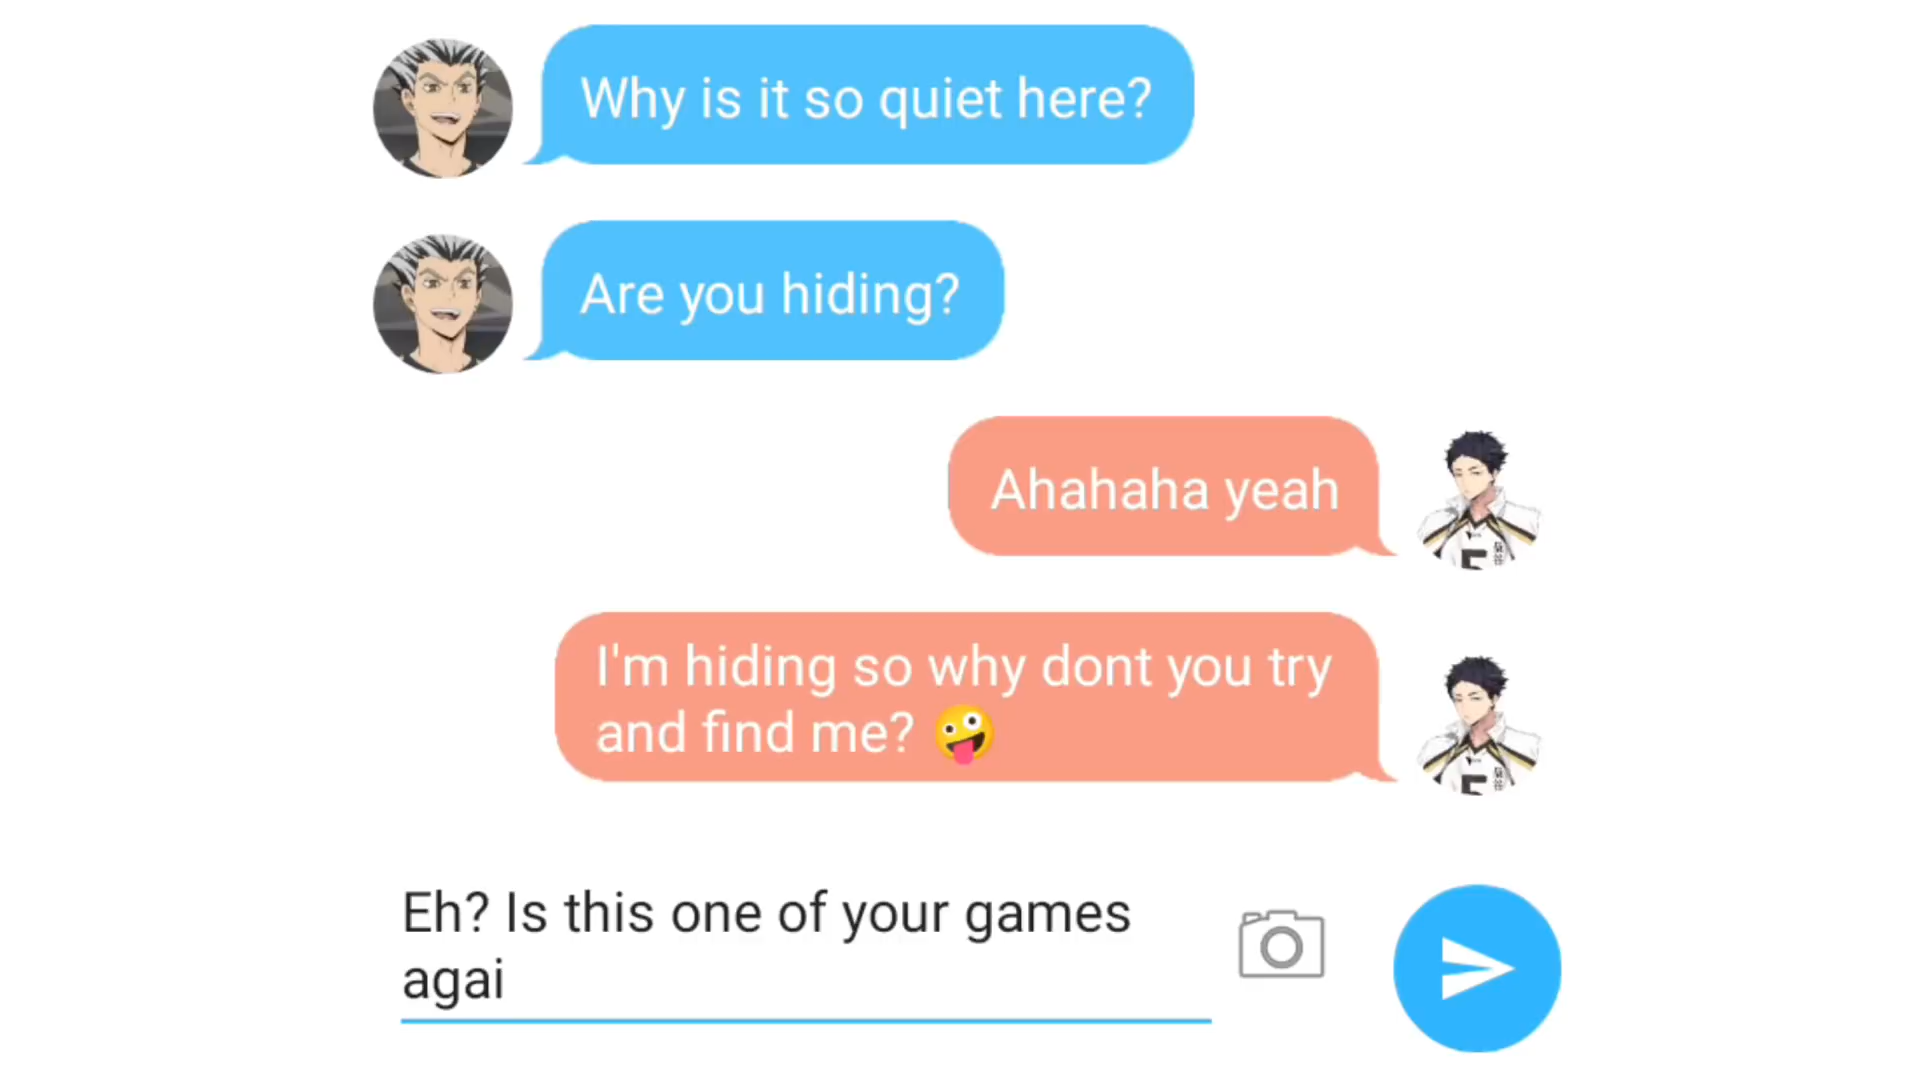 Why is it so quiet here?
Are you hiding?
Ahahaha yeah
I'm hiding so why dont you try
and find me? 🤪
Eh? Is this one of your games
agai